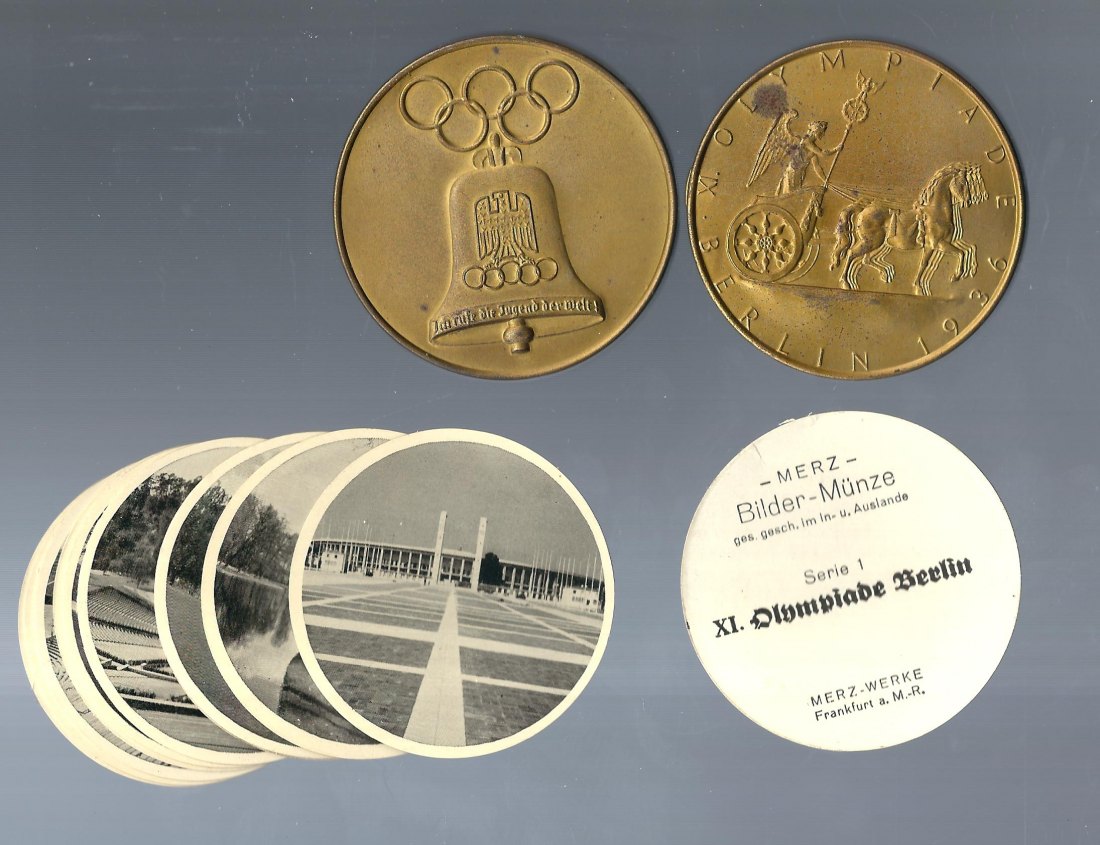 Ich rufe die Jugend der Welt!
XI. OLYMPIADE
BERLIN 1936
– MERZ –
Bilder-Münze
ges. gesch. im In- u. Auslande
Serie 1
XI. Olympiade Berlin
MERZ-WERKE
Frankfurt a. M.-R.